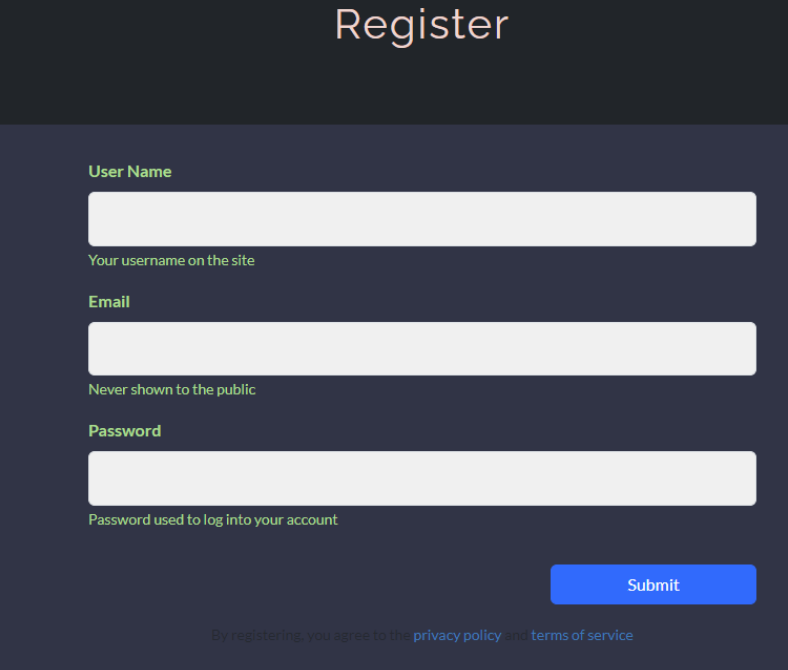 Register
User Name
Your username on the site
Email
Never shown to the public
Password
Password used to log into your account
Submit
By registering, you agree to the privacy policy and terms of service